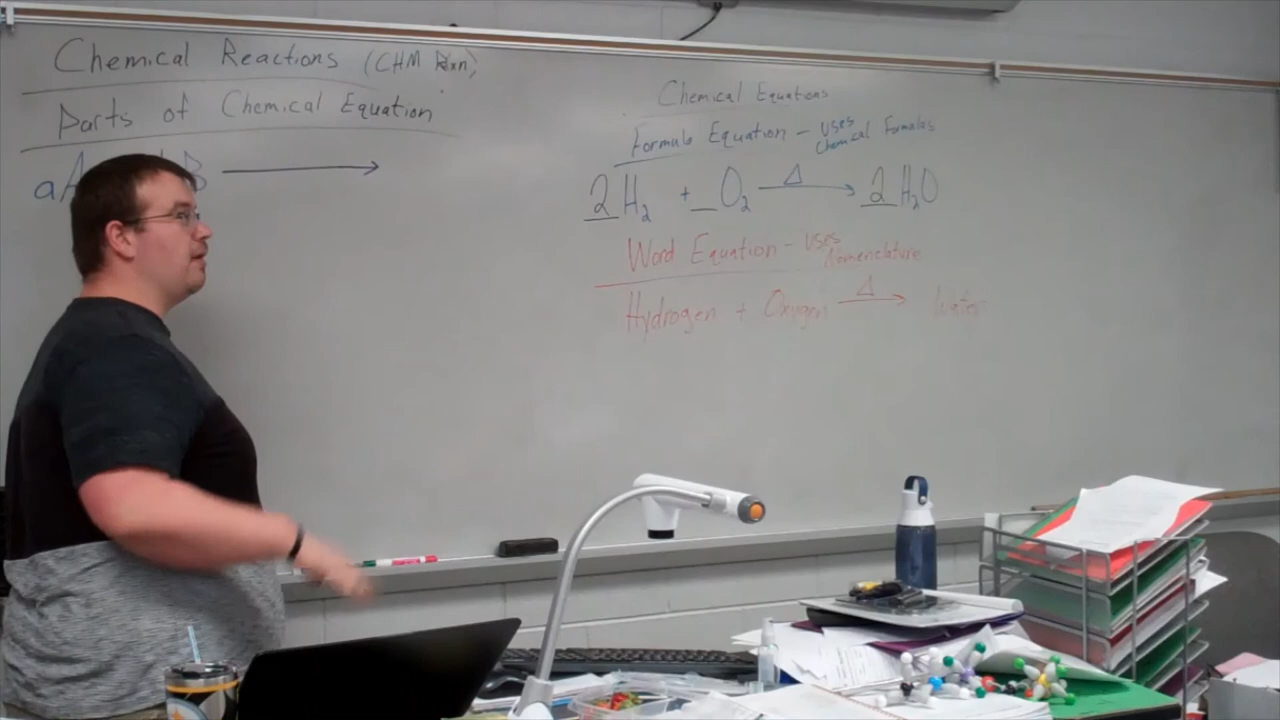 Chemical Reactions (CHM Rxn)
Parts of Chemical Equation
aA B ⟶
Chemical Equations
Formula Equation - uses Chemical Formulas
2 H₂ + _ O₂ —Δ→ 2 H₂O
Word Equation - uses Nomenclature
Hydrogen + Oxygen —Δ→ water